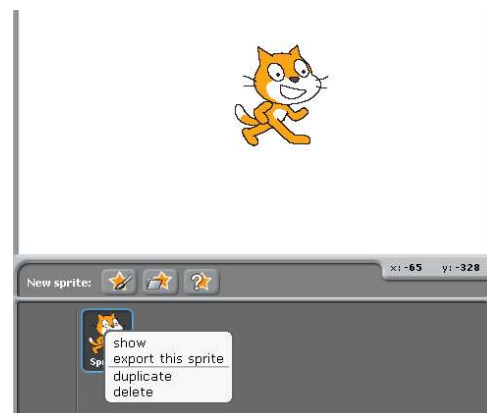 x: -65 y: -328
New sprite:
show
export this sprite
duplicate
delete